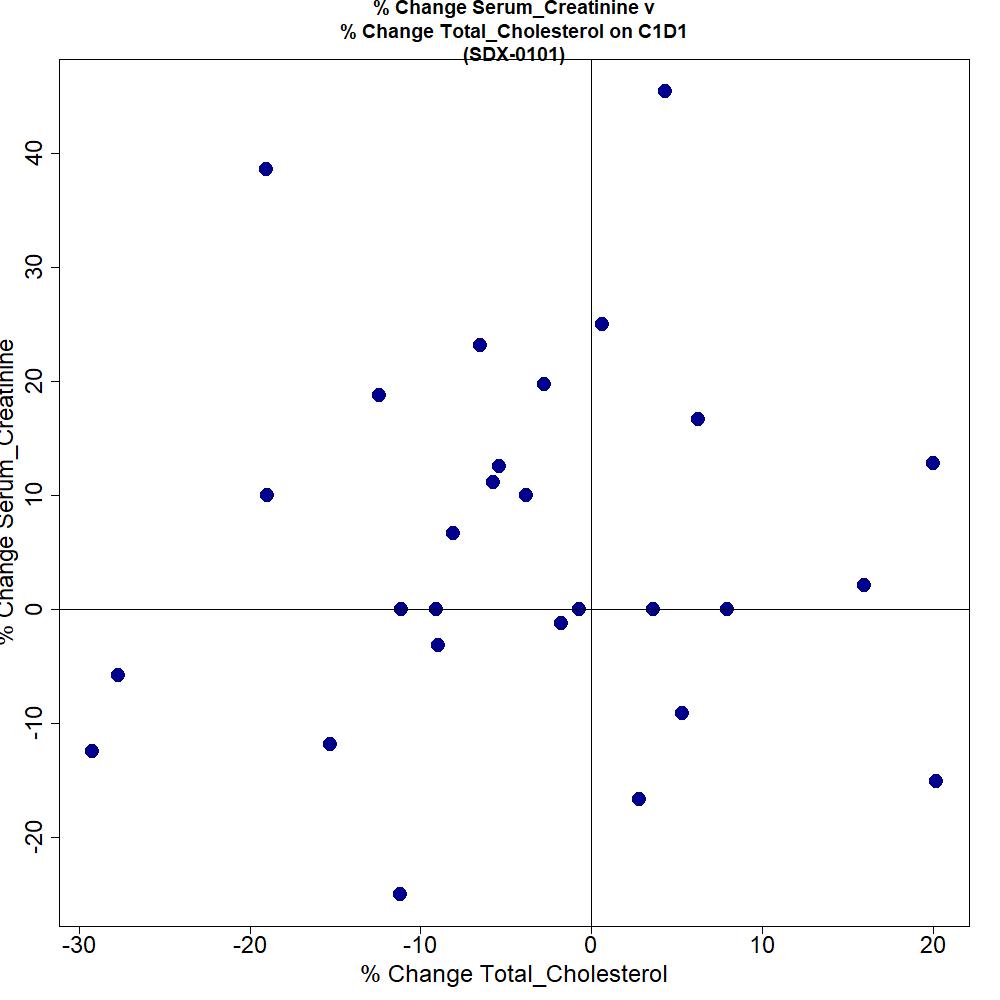 % Change Serum_Creatinine v
% Change Total_Cholesterol on C1D1
(SDX-0101)
% Change Serum_Creatinine
40
30
20
10
0
-10
-20
-30
-20
-10
0
10
20
% Change Total_Cholesterol